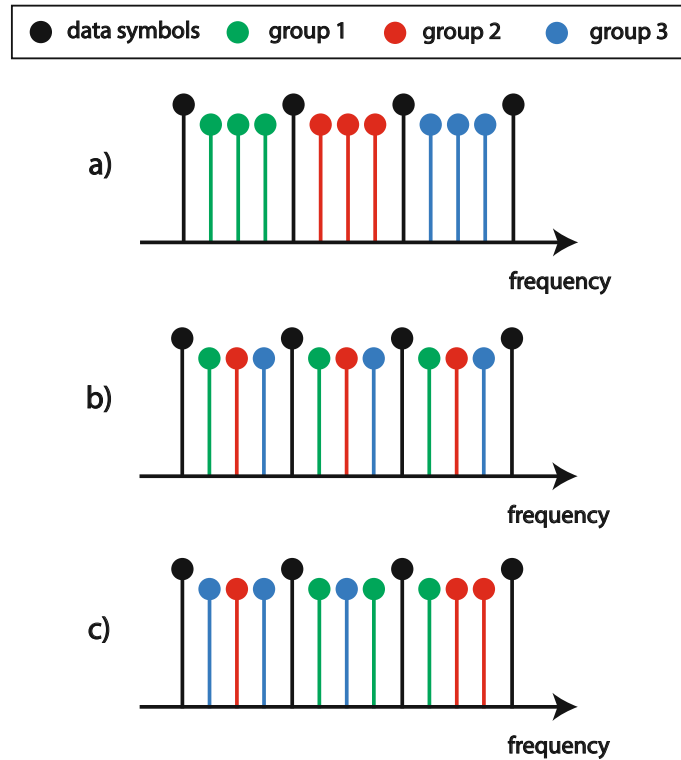 data symbols group 1 group 2 group 3
a)
frequency
b)
frequency
c)
frequency